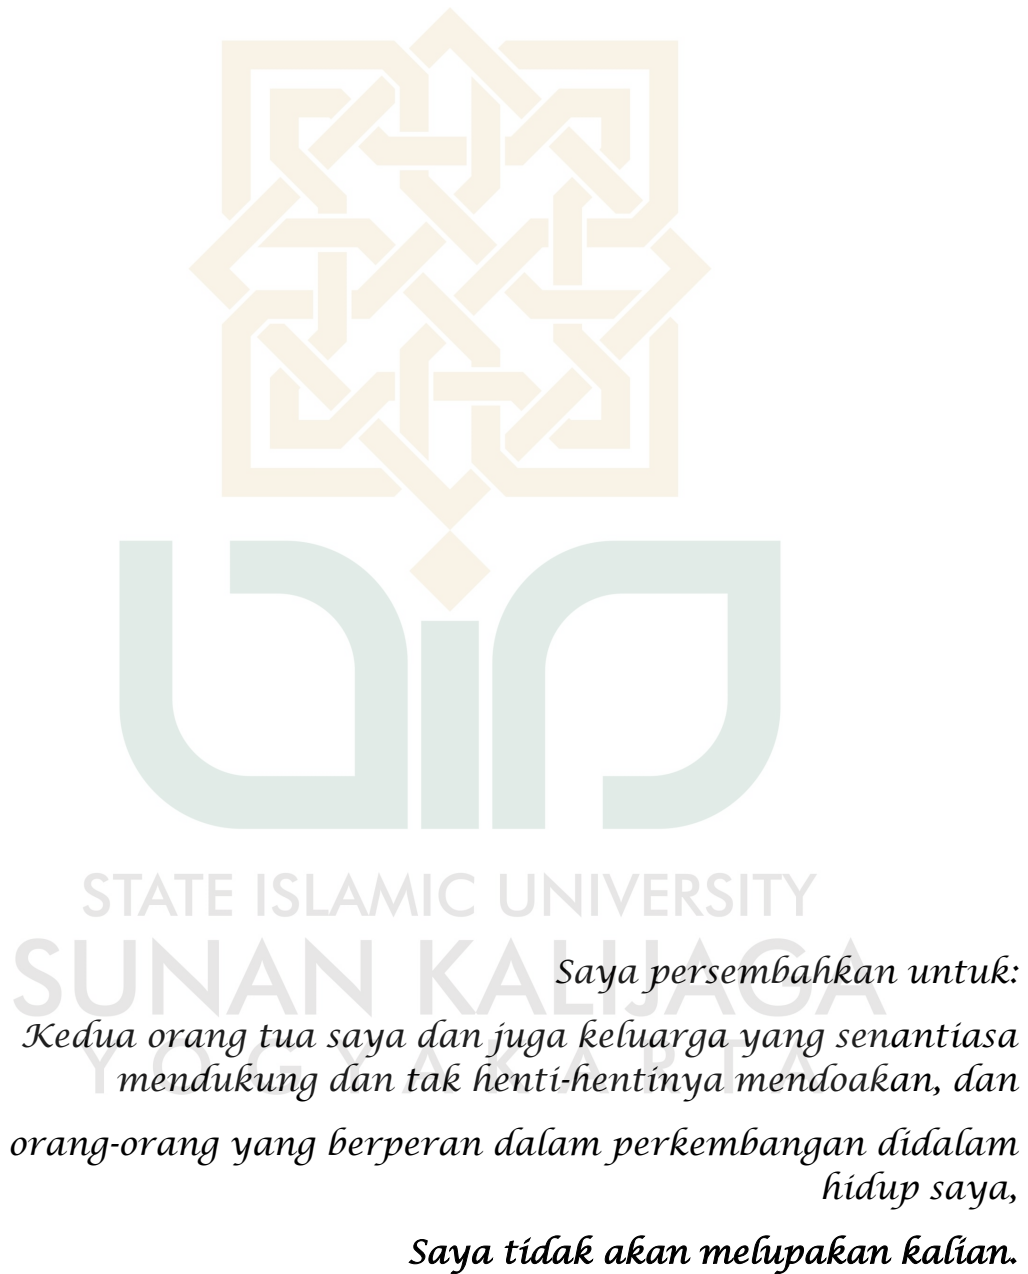 STATE ISLAMIC UNIVERSITY
SUNAN KALIJAGA
YOGYAKARTA
Saya persembahkan untuk:
Kedua orang tua saya dan juga keluarga yang senantiasa
mendukung dan tak henti-hentinya mendoakan, dan
orang-orang yang berperan dalam perkembangan didalam
hidup saya,
Saya tidak akan melupakan kalian.